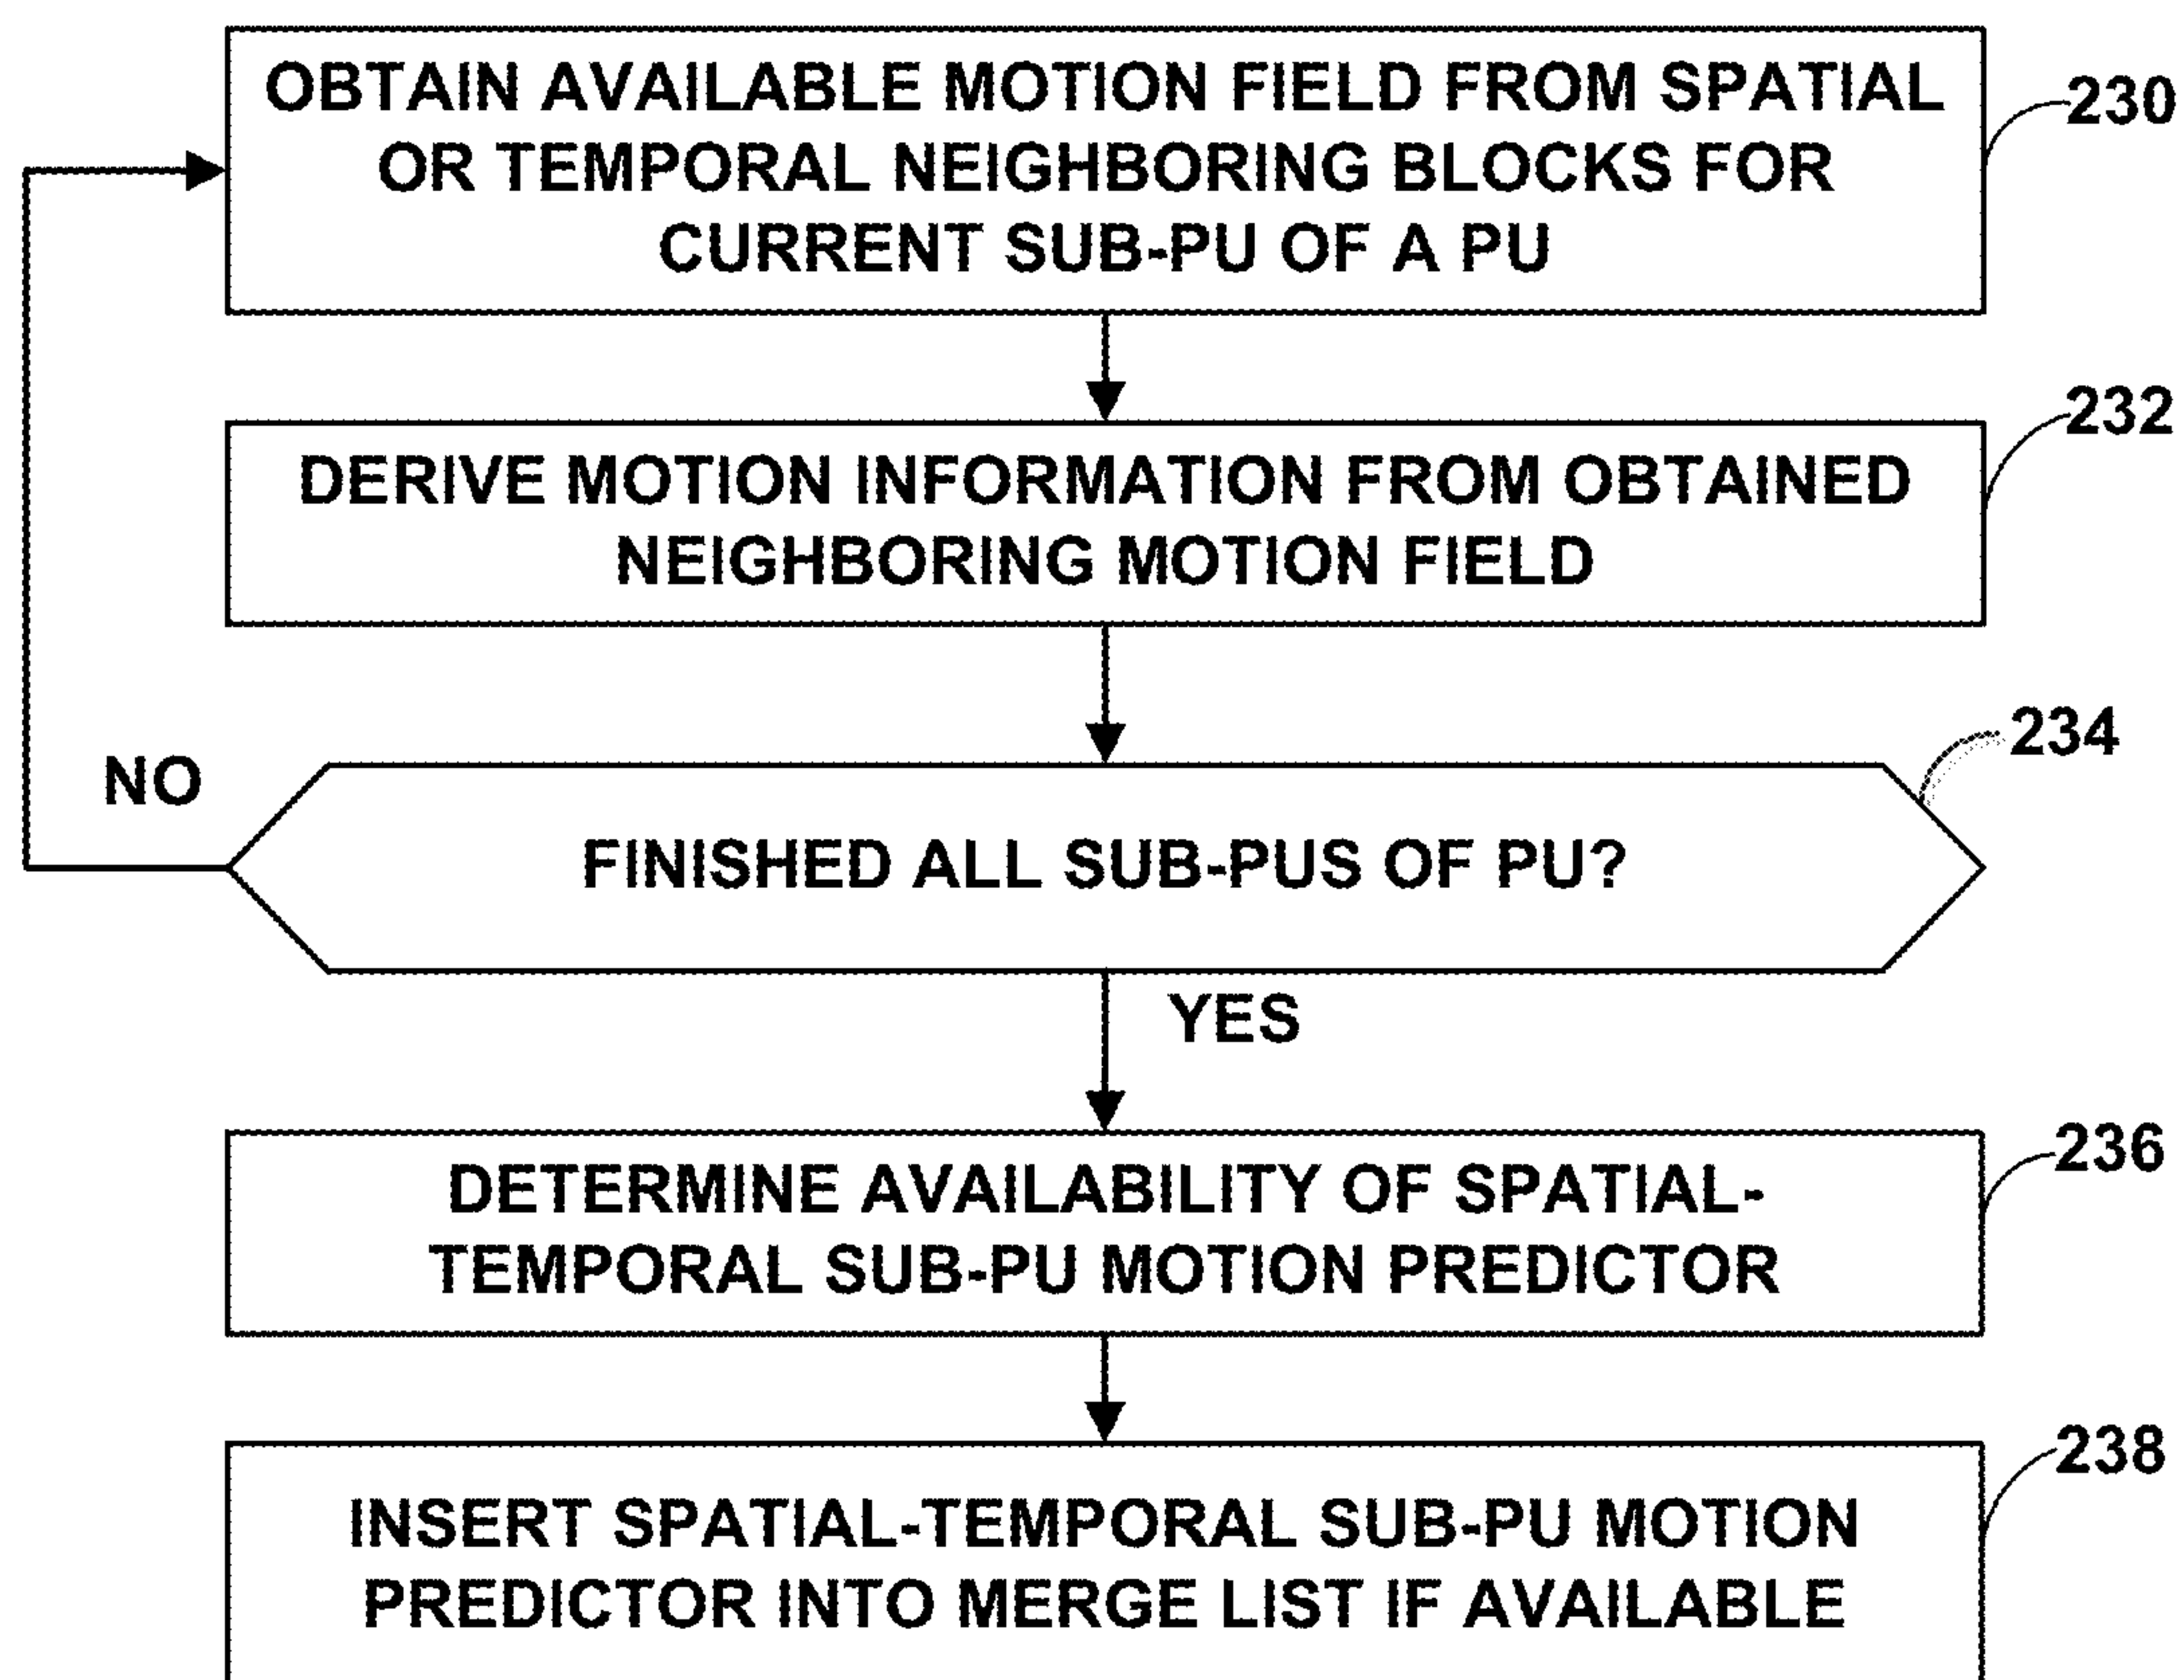 OBTAIN AVAILABLE MOTION FIELD FROM SPATIAL
OR TEMPORAL NEIGHBORING BLOCKS FOR
CURRENT SUB-PU OF A PU
230
DERIVE MOTION INFORMATION FROM OBTAINED
NEIGHBORING MOTION FIELD
232
NO
FINISHED ALL SUB-PUS OF PU?
234
YES
DETERMINE AVAILABILITY OF SPATIAL-
TEMPORAL SUB-PU MOTION PREDICTOR
236
INSERT SPATIAL-TEMPORAL SUB-PU MOTION
PREDICTOR INTO MERGE LIST IF AVAILABLE
238